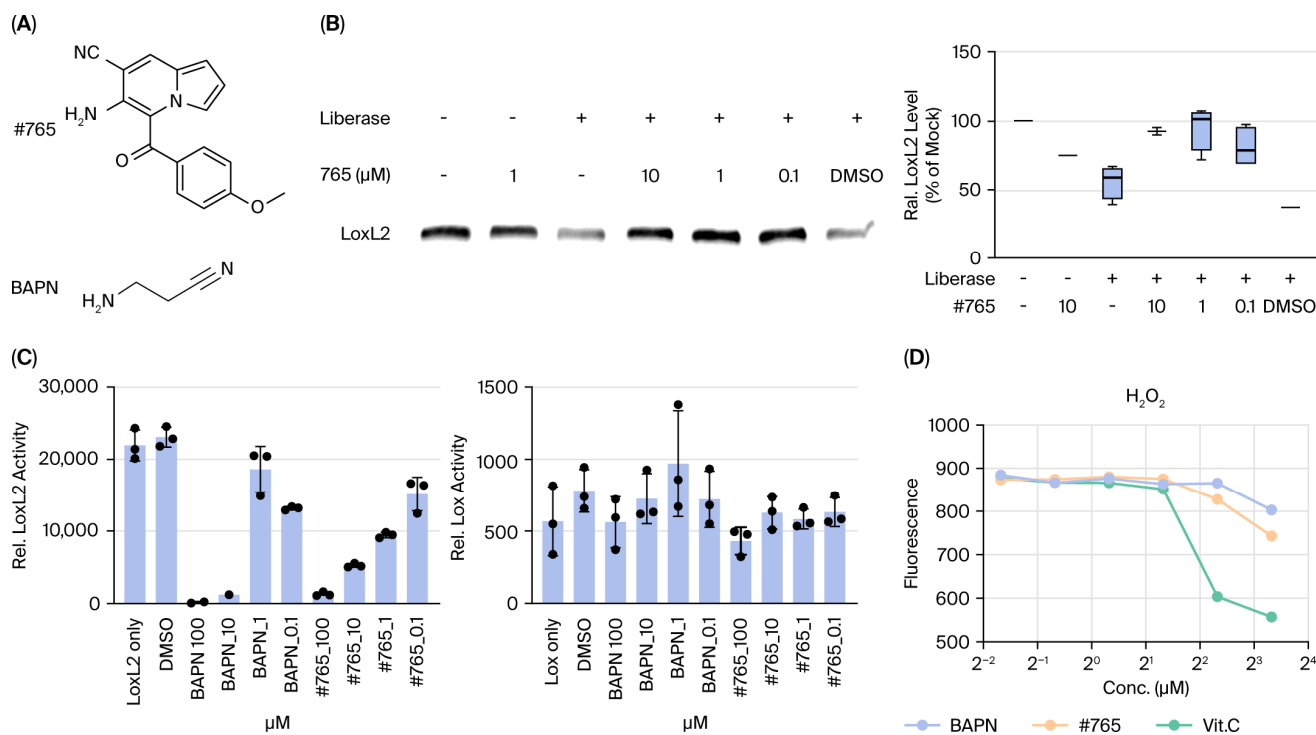 (A)
NC
N
H₂N
#765
O
O
BAPN
H₂N
N
(B)
Liberase - - + + + + +
765 (µM) - 1 - 10 1 0.1 DMSO
LoxL2
Ral. LoxL2 Level
(% of Mock)
150
100
50
0
Liberase - - + + + + +
#765 - 10 - 10 1 0.1 DMSO
(C)
Rel. LoxL2 Activity
30,000
20,000
10,000
0
LoxL2 only
DMSO
BAPN 100
BAPN_10
BAPN_1
BAPN_0.1
#765_100
#765_10
#765_1
#765_0.1
µM
Rel. Lox Activity
1500
1000
500
0
Lox only
DMSO
BAPN 100
BAPN_10
BAPN_1
BAPN_0.1
#765_100
#765_10
#765_1
#765_0.1
µM
(D)
H₂O₂
Fluorescence
1000
900
800
700
600
500
2⁻² 2⁻¹ 2⁰ 2¹ 2² 2³ 2⁴
Conc. (µM)
BAPN #765 Vit.C